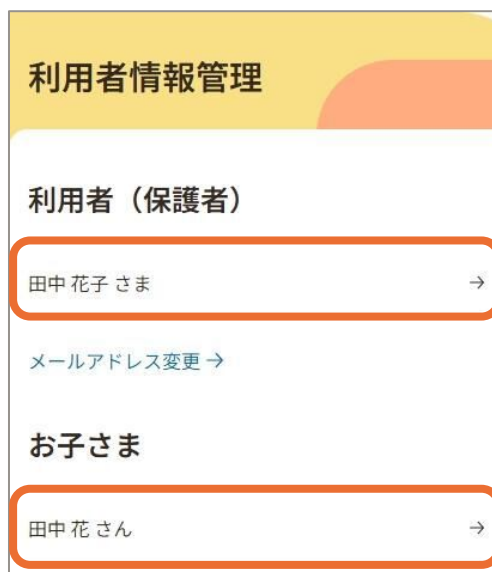 利用者情報管理
利用者（保護者）
田中 花子 さま →
メールアドレス変更 →
お子さま
田中 花 さん →